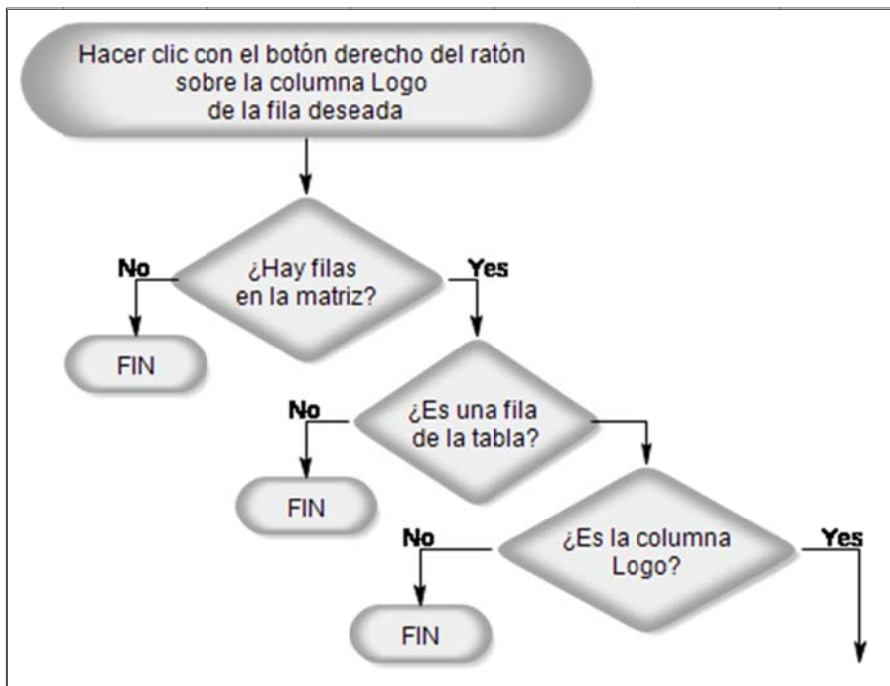 Hacer clic con el botón derecho del ratón
sobre la columna Logo
de la fila deseada
No
¿Hay filas
en la matriz?
Yes
FIN
No
¿Es una fila
de la tabla?
FIN
No
¿Es la columna
Logo?
Yes
FIN